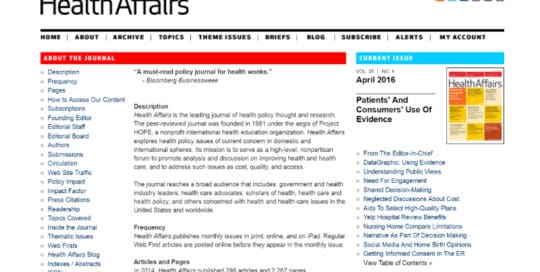 HealthAffairs
HOME ABOUT ARCHIVE TOPICS THEME ISSUES BRIEFS BLOG SUBSCRIBE ALERTS MY ACCOUNT
ABOUT THE JOURNAL
Description
Frequency
Pages
How to Access Our Content
Subscriptions
Founding Editor
Editorial Staff
Editorial Board
Authors
Submissions
Circulation
Web Site Traffic
Policy Impact
Impact Factor
Press Citations
Readership
Topics Covered
Inside the Journal
Thematic Issues
Web Firsts
Health Affairs Blog
Indexes / Abstracts
"A must-read policy journal for health wonks."
- Bloomberg Businessweek
Description
Health Affairs is the leading journal of health policy thought and research.
The peer-reviewed journal was founded in 1981 under the aegis of Project
HOPE, a nonprofit international health education organization. Health Affairs
explores health policy issues of current concern in domestic and
international spheres. Its mission is to serve as a high-level, nonpartisan
forum to promote analysis and discussion on improving health and health
care, and to address such issues as cost, quality, and access.
The journal reaches a broad audience that includes: government and health
industry leaders; health care advocates; scholars of health, health care and
health policy; and others concerned with health and health care issues in the
United States and worldwide.
Frequency
Health Affairs publishes monthly issues in print, online, and on iPad. Regular
Web First articles are posted online before they appear in the monthly issue.
Articles and Pages
In 2014, Health Affairs published 298 articles and 2,267 pages.
CURRENT ISSUE
VOL. 35 | NO. 4
April 2016
Patients' And
Consumers' Use Of
Evidence
HealthAffairs
From The Editor-In-Chief
DataGraphic: Using Evidence
Understanding Public Views
Need For Engagement
Shared Decision-Making
Neglected Discussions About Cost
Aids To Select High-Quality Plans
Yelp Hospital Review Benefits
Nursing Home Compare Limitations
Narrative As Part Of Decision Making
Social Media And Home Birth Opinions
Getting Informed Consent In The ER
View Table of Contents »